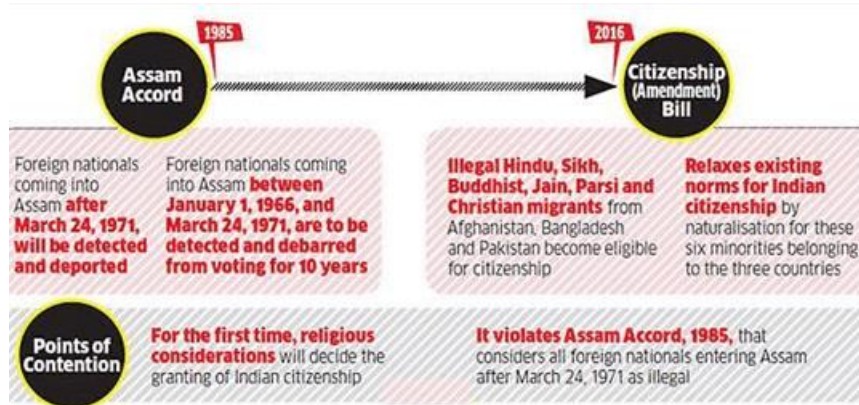 1985
2016
Assam
Accord
Citizenship
(Amendment)
Bill
Foreign nationals
coming into
Assam after
March 24, 1971,
will be detected
and deported
Foreign nationals coming
into Assam between
January 1, 1966, and
March 24, 1971, are to be
detected and debarred
from voting for 10 years
Illegal Hindu, Sikh,
Buddhist, Jain, Parsi and
Christian migrants from
Afghanistan, Bangladesh
and Pakistan become eligible
for citizenship
Relaxes existing
norms for Indian
citizenship by
naturalisation for these
six minorities belonging
to the three countries
Points of
Contention
For the first time, religious
considerations will decide the
granting of Indian citizenship
It violates Assam Accord, 1985, that
considers all foreign nationals entering Assam
after March 24, 1971 as illegal